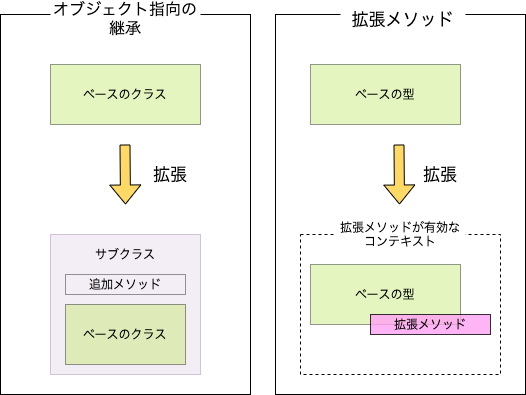 オブジェクト指向の
継承
ベースのクラス
拡張
サブクラス
追加メソッド
ベースのクラス
拡張メソッド
ベースの型
拡張
拡張メソッドが有効な
コンテキスト
ベースの型
拡張メソッド